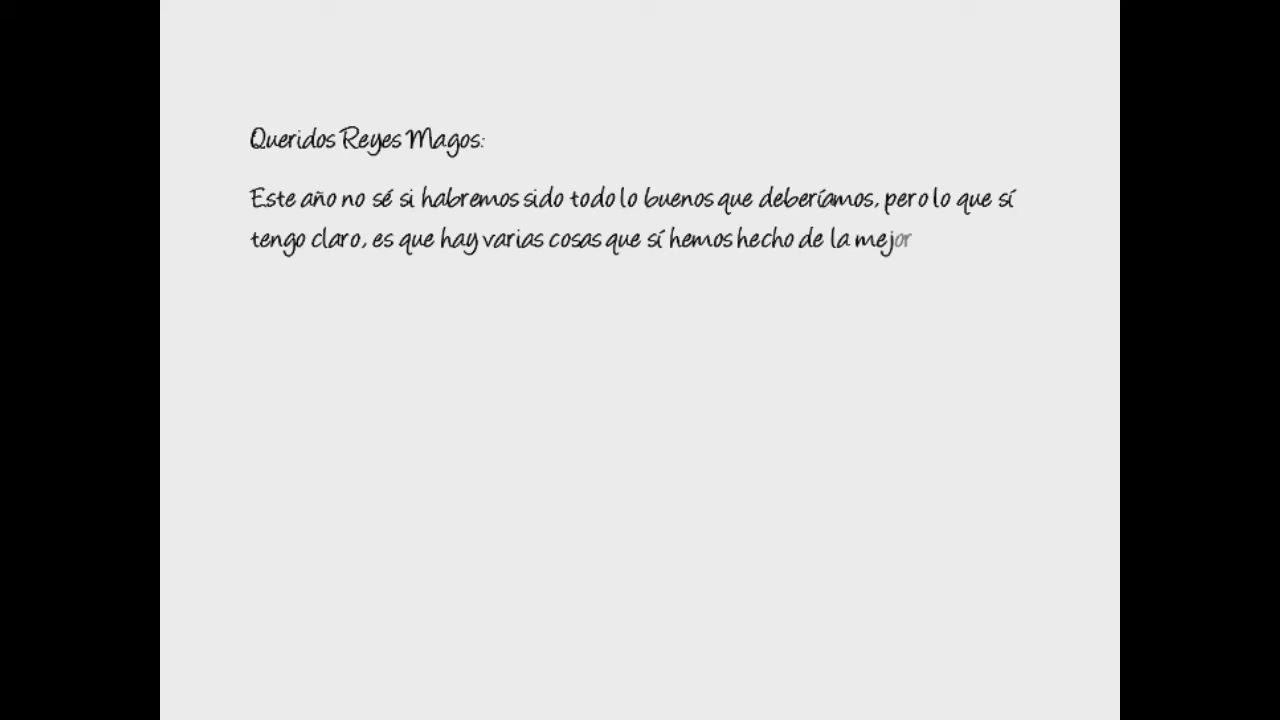 Queridos Reyes Magos:
Este año no sé si habremos sido todo lo buenos que deberíamos, pero lo que sí
tengo claro, es que hay varias cosas que sí hemos hecho de la mejor